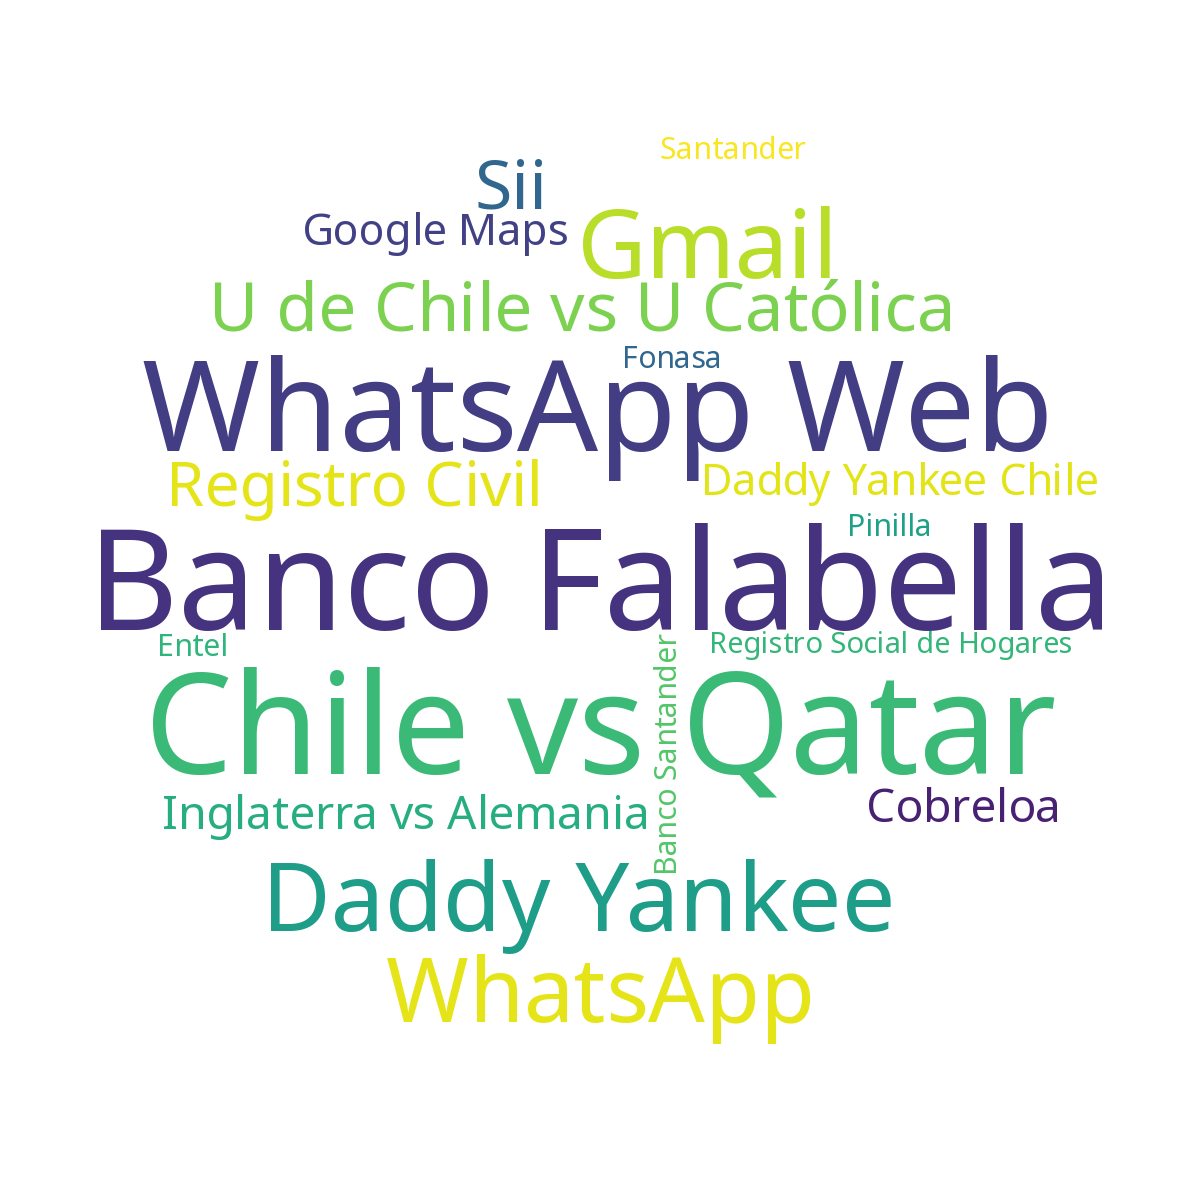 Santander
Sii
Google Maps
Gmail
U de Chile vs U Católica
Fonasa
WhatsApp Web
Registro Civil
Daddy Yankee Chile
Pinilla
Banco Falabella
Entel
Registro Social de Hogares
Banco Santander
Chile vs Qatar
Inglaterra vs Alemania
Cobreloa
Daddy Yankee
WhatsApp